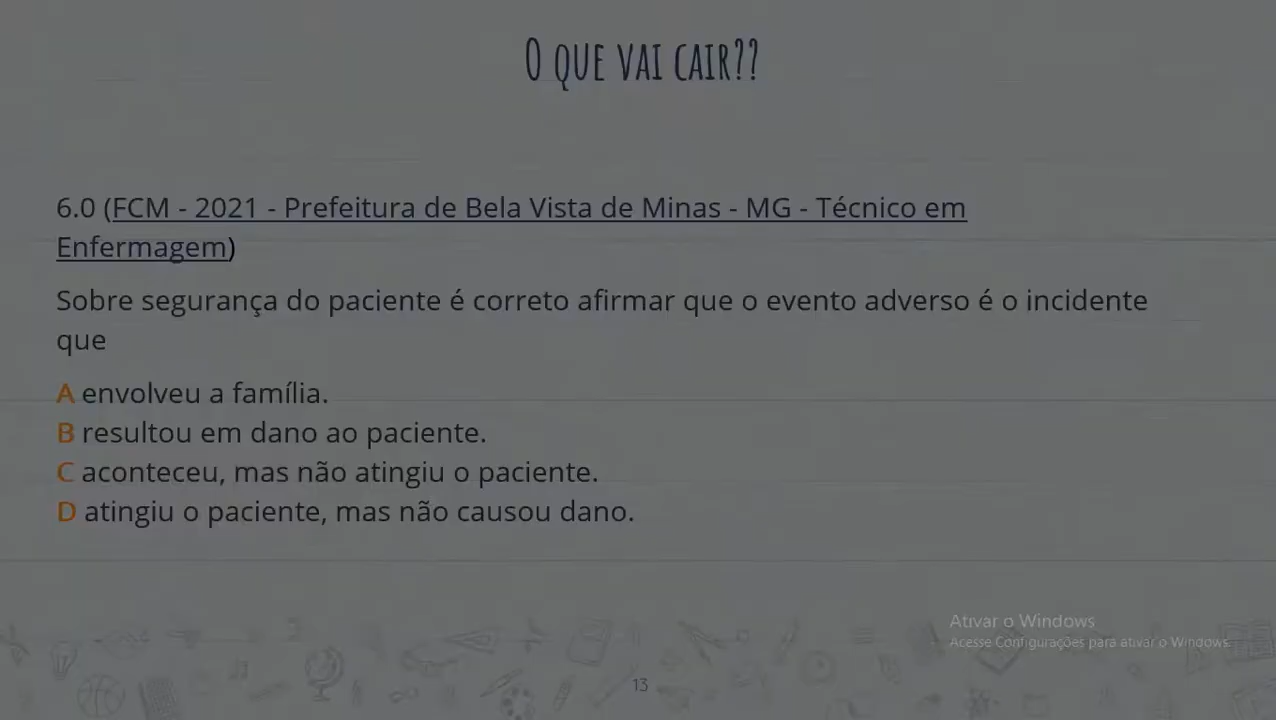 O QUE VAI CAIR??
6.0 (FCM - 2021 - Prefeitura de Bela Vista de Minas - MG - Técnico em
Enfermagem)
Sobre segurança do paciente é correto afirmar que o evento adverso é o incidente
que
A envolveu a família.
B resultou em dano ao paciente.
C aconteceu, mas não atingiu o paciente.
D atingiu o paciente, mas não causou dano.
Ativar o Windows
Acesse Configurações para ativar o Windows.
13